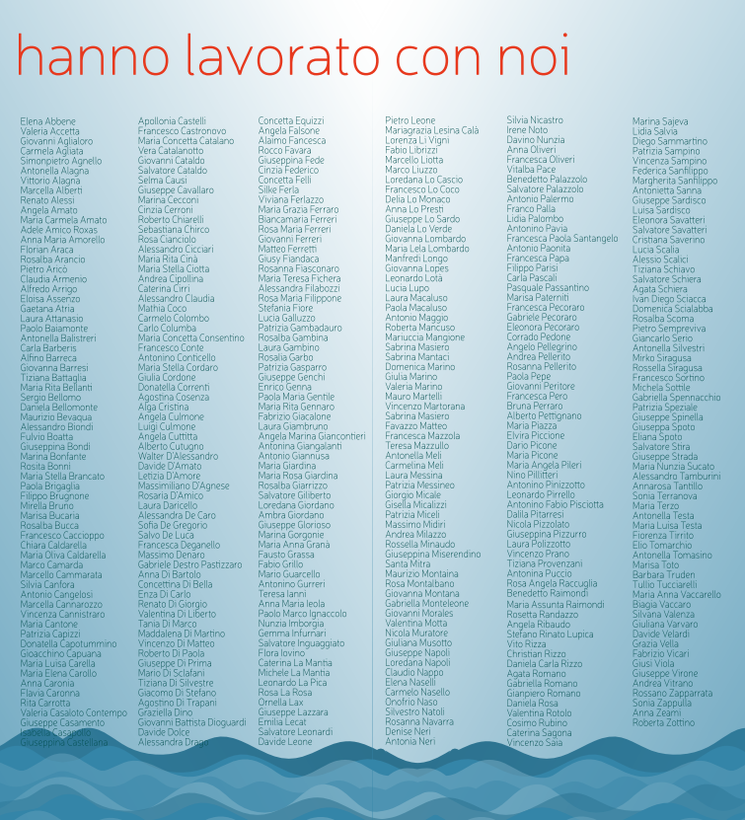 hanno lavorato con noi
Elena Abbene
Valeria Accetta
Giovanni Aglialoro
Carmela Agliata
Simonpietro Agnello
Antonella Alagna
Vittorio Alagna
Marcella Alberti
Renato Alessi
Angela Amato
Maria Carmela Amato
Adele Amico Roxas
Anna Maria Amorello
Florian Araca
Rosalba Arancio
Pietro Aricò
Claudia Armenio
Alfredo Arrigo
Eloisa Assenzo
Gaetana Atria
Laura Attanasio
Paolo Baiamonte
Antonella Balistreri
Carla Barberis
Alfino Barreca
Giovanna Barresi
Tiziana Battaglia
Maria Rita Bellanti
Sergio Bellomo
Daniela Bellomonte
Maurizio Bevacqua
Alessandro Biondi
Fulvio Boatta
Giuseppina Bondì
Marina Bonfante
Rosita Bonni
Maria Stella Brancato
Paola Brigaglia
Filippo Brugnone
Mirella Bruno
Marisa Bucaria
Rosalba Bucca
Francesco Caccioppo
Chiara Caldarella
Maria Oliva Caldarella
Marco Camarda
Marcello Cammarata
Silvia Canfora
Antonio Cangelosi
Marcella Cannarozzo
Vincenza Cannistraro
Maria Cantone
Patrizia Capizzi
Donatella Capotummino
Gioacchino Capuana
Maria Luisa Carella
Maria Elena Carollo
Anna Caronia
Flavia Caronna
Rita Carrotta
Valeria Casaloto Contempo
Giuseppe Casamento
Isabella Casapollo
Giuseppina Castellana
Apollonia Castelli
Francesco Castronovo
Maria Concetta Catalano
Vera Catalanotto
Giovanni Cataldo
Salvatore Cataldo
Selma Causi
Giuseppe Cavallaro
Marina Cecconi
Cinzia Cerroni
Roberto Chiarelli
Sebastiana Chirco
Rosa Cianciolo
Alessandro Cicciari
Maria Rita Cinà
Maria Stella Ciotta
Andrea Cipollina
Caterina Cirri
Alessandro Claudia
Mathia Coco
Carmelo Colombo
Carlo Columba
Maria Concetta Consentino
Francesco Conte
Antonino Conticello
Maria Stella Cordaro
Giulia Cordone
Donatella Correnti
Agostina Cosenza
Alga Cristina
Angela Culmone
Luigi Culmone
Angela Cuttitta
Alberto Cutugno
Walter D'Alessandro
Davide D'Amato
Letizia D'Amore
Massimiliano D'Agnese
Rosaria D'Amico
Laura Daricello
Alessandra De Caro
Sofia De Gregorio
Salvo De Luca
Francesca Deganello
Massimo Denaro
Gabriele Destro Pastizzaro
Anna Di Bartolo
Concettina Di Bella
Enza Di Carlo
Renato Di Giorgio
Valentina Di Liberto
Tania Di Marco
Maddalena Di Martino
Vincenzo Di Matteo
Roberto Di Paola
Giuseppe Di Prima
Mario Di Sclafani
Tiziana Di Silvestre
Giacomo Di Stefano
Agostino Di Trapani
Graziella Dino
Giovanni Battista Dioguardi
Davide Dolce
Alessandra Drago
Concetta Equizzi
Angela Falsone
Alaimo Fancesca
Rocco Favara
Giuseppina Fede
Cinzia Federico
Concetta Felli
Silke Ferla
Viviana Ferlazzo
Maria Grazia Ferraro
Biancamaria Ferreri
Rosa Maria Ferreri
Giovanni Ferreri
Matteo Ferretti
Giusy Fiandaca
Rosanna Fiasconaro
Maria Teresa Fichera
Alessandra Filabozzi
Rosa Maria Filippone
Stefania Fiore
Lucia Galluzzo
Patrizia Gambadauro
Rosalba Gambina
Laura Gambino
Rosalia Garbo
Patrizia Gasparro
Giuseppe Genchi
Enrico Genna
Paola Maria Gentile
Maria Rita Gennaro
Fabrizio Giacalone
Laura Giambruno
Angela Marina Giancontieri
Antonina Giangalanti
Antonio Giannusa
Maria Giardina
Maria Rosa Giardina
Rosalba Giarrizzo
Salvatore Giliberto
Loredana Giordano
Ambra Giordano
Giuseppe Glorioso
Marina Gorgonie
Maria Anna Granà
Fausto Grassa
Fabio Grillo
Mario Guarcello
Antonino Gurreri
Teresa Ianni
Anna Maria Ieola
Paolo Marco Ignaccolo
Nunzia Imborgia
Gemma Infurnari
Salvatore Inguaggiato
Flora Iovino
Caterina La Mantia
Michele La Mantia
Leonardo La Pica
Rosa La Rosa
Ornella Lax
Giuseppe Lazzara
Emilia Lecat
Salvatore Leonardi
Davide Leone
Pietro Leone
Mariagrazia Lesina Calà
Lorenza Li Vigni
Fabio Librizzi
Marcello Liotta
Marco Liuzzo
Loredana Lo Cascio
Francesco Lo Coco
Delia Lo Monaco
Anna Lo Presti
Giuseppe Lo Sardo
Daniela Lo Verde
Giovanna Lombardo
Maria Lela Lombardo
Manfredi Longo
Giovanna Lopes
Leonardo Lotà
Lucia Lupo
Laura Macaluso
Paola Macaluso
Antonio Maggio
Roberta Mancuso
Mariuccia Mangione
Sabrina Masiero
Sabrina Mantaci
Domenica Marino
Giulia Marino
Valeria Marino
Mauro Martelli
Vincenzo Martorana
Sabrina Masiero
Favazzo Matteo
Francesca Mazzola
Teresa Mazzullo
Antonella Meli
Carmelina Meli
Laura Messina
Patrizia Messineo
Giorgio Micale
Gisella Micalizzi
Patrizia Miceli
Massimo Midiri
Andrea Milazzo
Rossella Minaudo
Giuseppina Miserendino
Santa Mitra
Maurizio Montaina
Rosa Montalbano
Giovanna Montana
Gabriella Monteleone
Giovanni Morales
Valentina Motta
Nicola Muratore
Giuliana Musotto
Giuseppe Napoli
Loredana Napoli
Claudio Nappo
Elena Naselli
Carmelo Nasello
Onofrio Naso
Silvestro Natoli
Rosanna Navarra
Denise Neri
Antonia Neri
Silvia Nicastro
Irene Noto
Davino Nunzia
Anna Oliveri
Francesca Oliveri
Vitalba Pace
Benedetto Palazzolo
Salvatore Palazzolo
Antonio Palermo
Franco Palla
Lidia Palombo
Antonino Pavia
Francesca Paola Santangelo
Antonio Paonita
Francesca Papa
Filippo Parisi
Carla Pascali
Pasquale Passantino
Marisa Paterniti
Francesca Pecoraro
Gabriele Pecoraro
Eleonora Pecoraro
Corrado Pedone
Angelo Pellegrino
Andrea Pellerito
Rosanna Pellerito
Paola Pepe
Giovanni Peritore
Francesca Pero
Bruna Perraro
Alberto Pettignano
Maria Piazza
Elvira Piccione
Dario Picone
Maria Picone
Maria Angela Pileri
Nino Pillitteri
Antonino Pinizzotto
Leonardo Pirrello
Antonino Fabio Pisciotta
Dalila Pitarresi
Nicola Pizzolato
Giuseppina Pizzurro
Laura Polizzotto
Vincenzo Prano
Tiziana Provenzani
Antonina Puccio
Rosa Angela Raccuglia
Benedetto Raimondi
Maria Assunta Raimondi
Rosetta Randazzo
Angela Ribaudo
Stefano Rinato Lupica
Vito Rizza
Christian Rizzo
Daniela Carla Rizzo
Agata Romano
Gabriella Romano
Gianpiero Romano
Daniela Rosa
Valentina Rotolo
Cosimo Rubino
Caterina Sagona
Vincenzo Saia
Marina Sajeva
Lidia Salvia
Diego Sammartino
Patrizia Sampino
Vincenza Sampino
Federica Sanfilippo
Margherita Sanfilippo
Antonietta Sanna
Giuseppe Sardisco
Luisa Sardisco
Eleonora Savatteri
Salvatore Savatteri
Cristiana Saverino
Lucia Scalia
Alessio Scalici
Tiziana Schiavo
Salvatore Schiera
Agata Schiera
Ivan Diego Sciacca
Domenica Scialabba
Rosalba Scoma
Pietro Sempreviva
Giancarlo Serio
Antonella Silvestri
Mirko Siragusa
Rossella Siragusa
Francesco Sortino
Michela Sottile
Gabriella Spennacchio
Patrizia Speziale
Giuseppe Spinella
Giuseppa Spoto
Eliana Spoto
Salvatore Stira
Giuseppe Strada
Maria Nunzia Sucato
Alessandro Tamburini
Annarosa Tantillo
Sonia Terranova
Maria Terzo
Antonella Testa
Maria Luisa Testa
Fiorenza Tirrito
Elio Tomarchio
Antonella Tomasino
Marisa Toto
Barbara Truden
Tullio Tucciarelli
Maria Anna Vaccarello
Biagia Vaccaro
Silvana Valenza
Giuliana Varvaro
Davide Velardi
Grazia Vella
Fabrizio Vicari
Giusi Viola
Giuseppe Virone
Andrea Vitrano
Rossano Zapparrata
Sonia Zappulla
Anna Zearni
Roberta Zottino